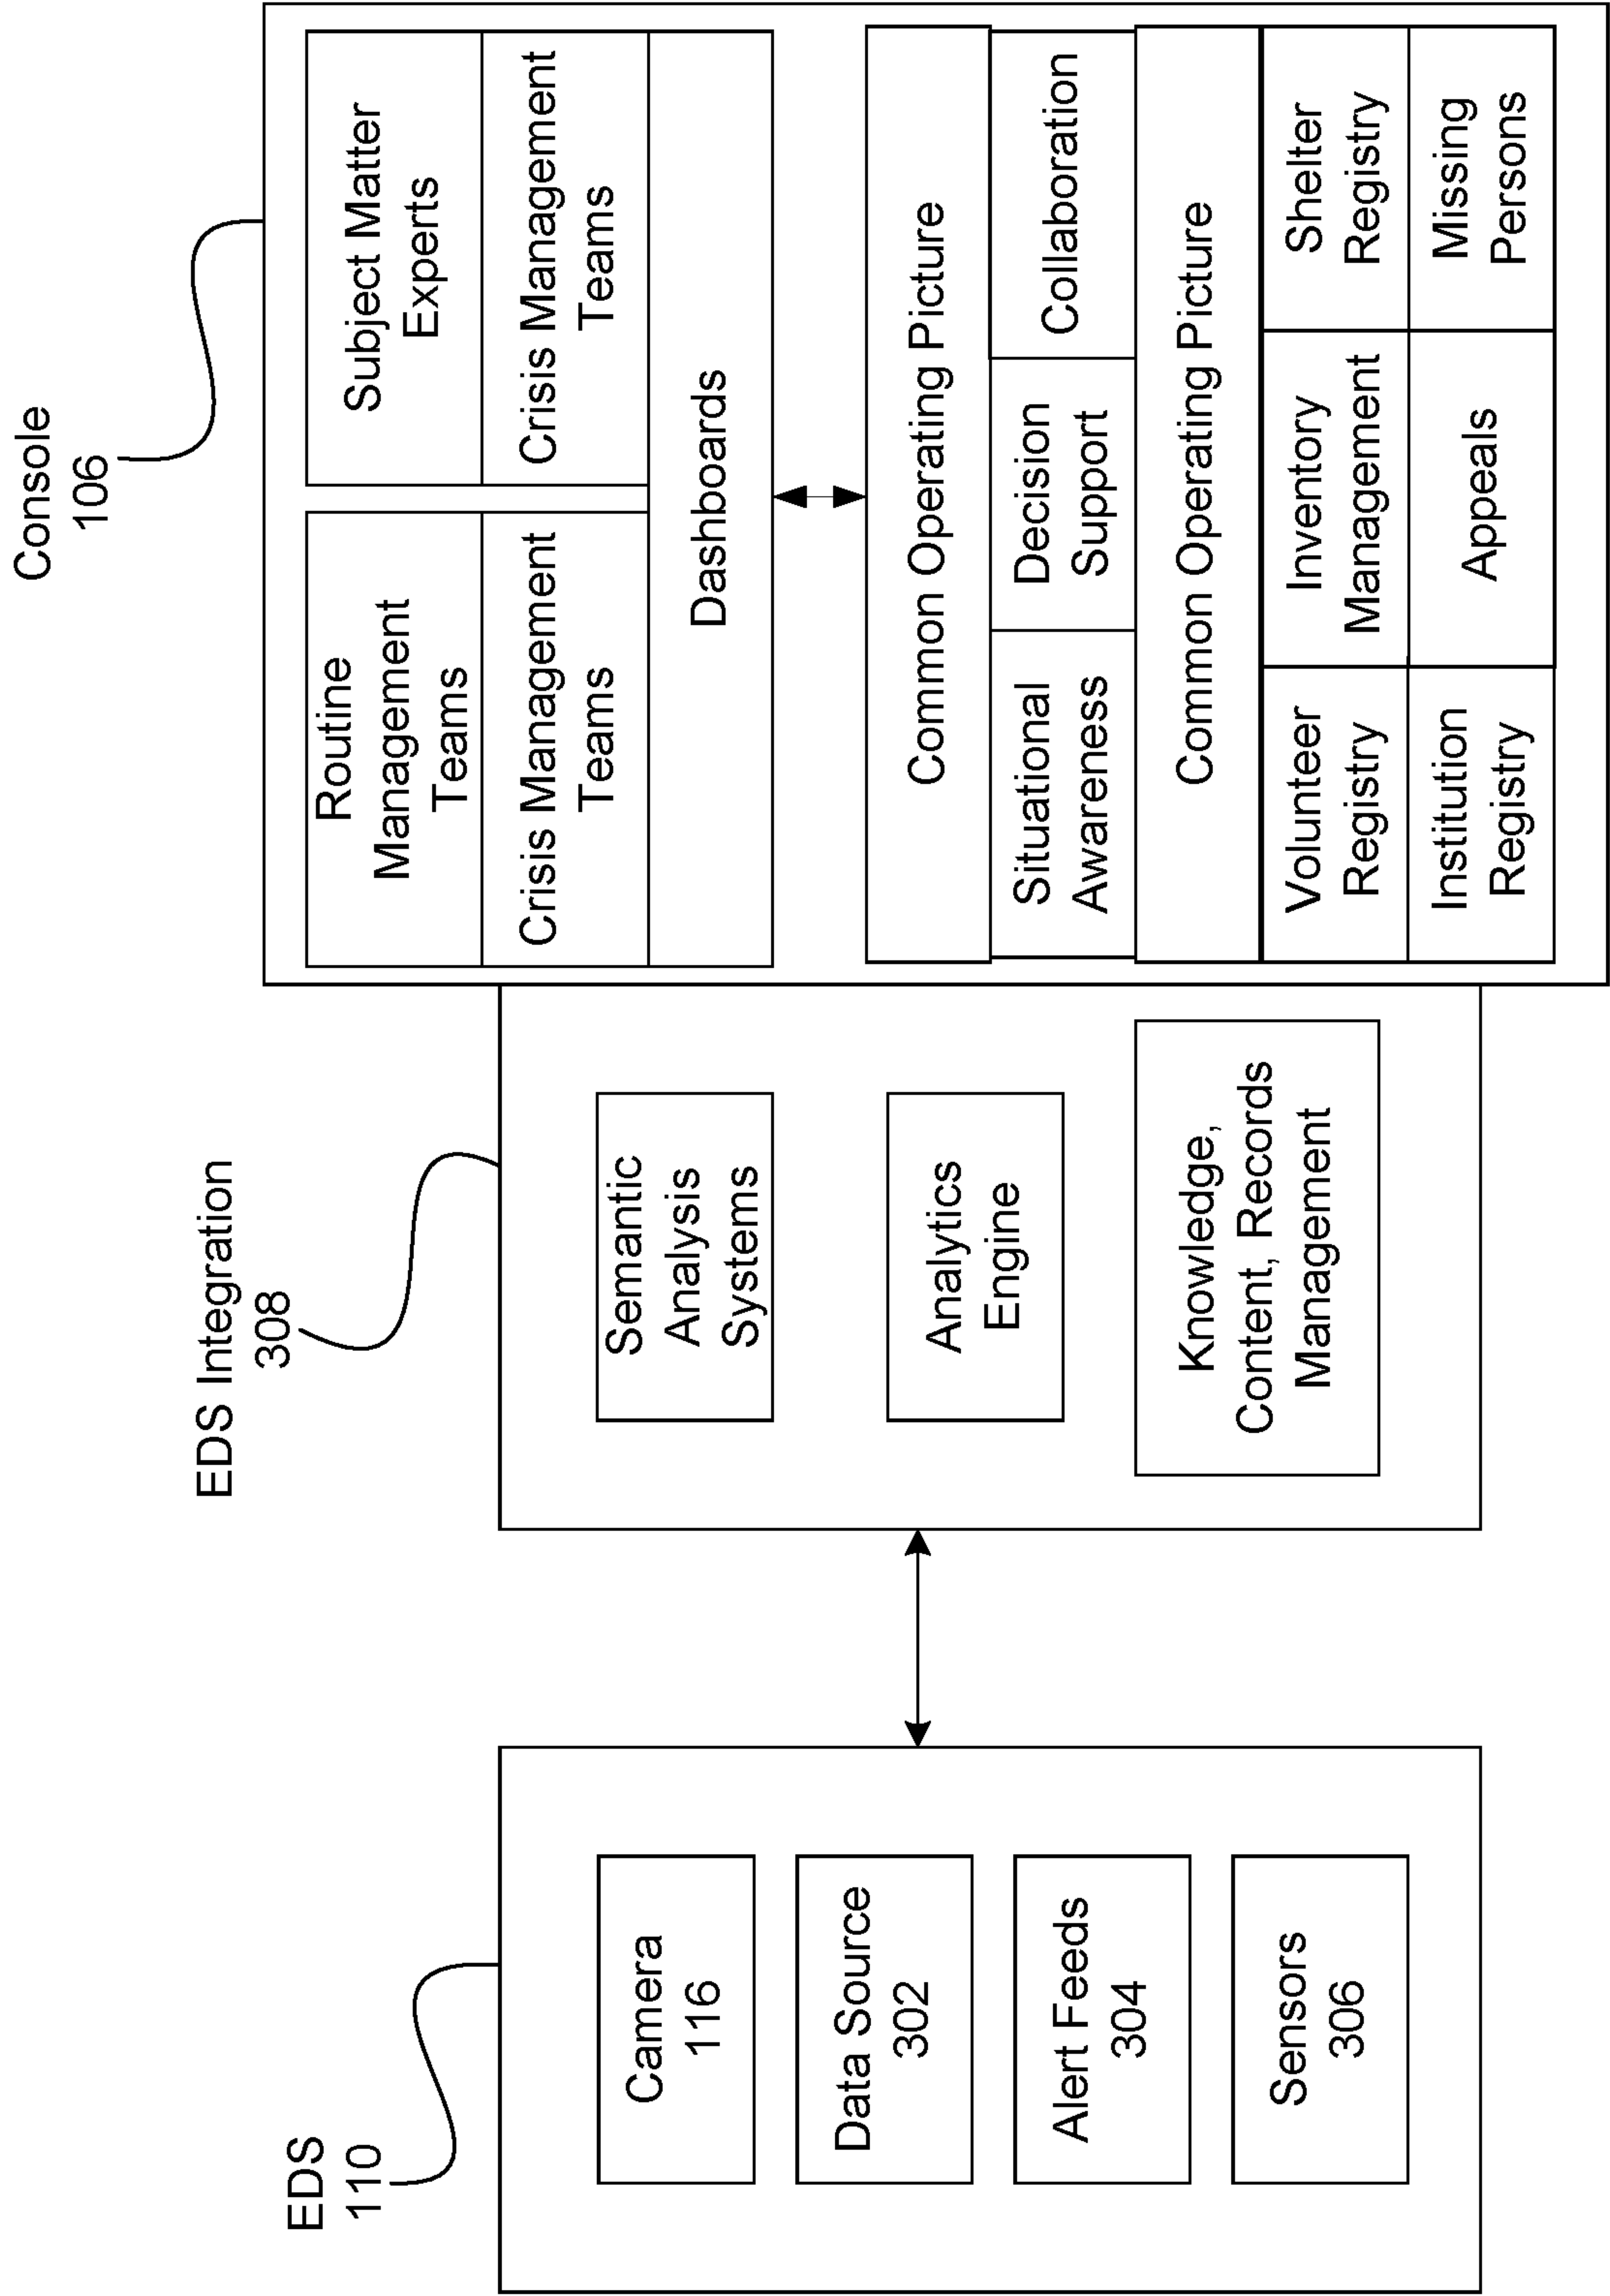 EDS
110
Camera
116
Data Source
302
Alert Feeds
304
Sensors
306
EDS Integration
308
Semantic
Analysis
Systems
Analytics
Engine
Knowledge,
Content, Records
Management
Console
106
Routine
Management
Teams
Subject Matter
Experts
Crisis Management
Teams
Crisis Management
Teams
Dashboards
Common Operating Picture
Situational
Awareness
Decision
Support
Collaboration
Common Operating Picture
Volunteer
Registry
Inventory
Management
Shelter
Registry
Institution
Registry
Appeals
Missing
Persons